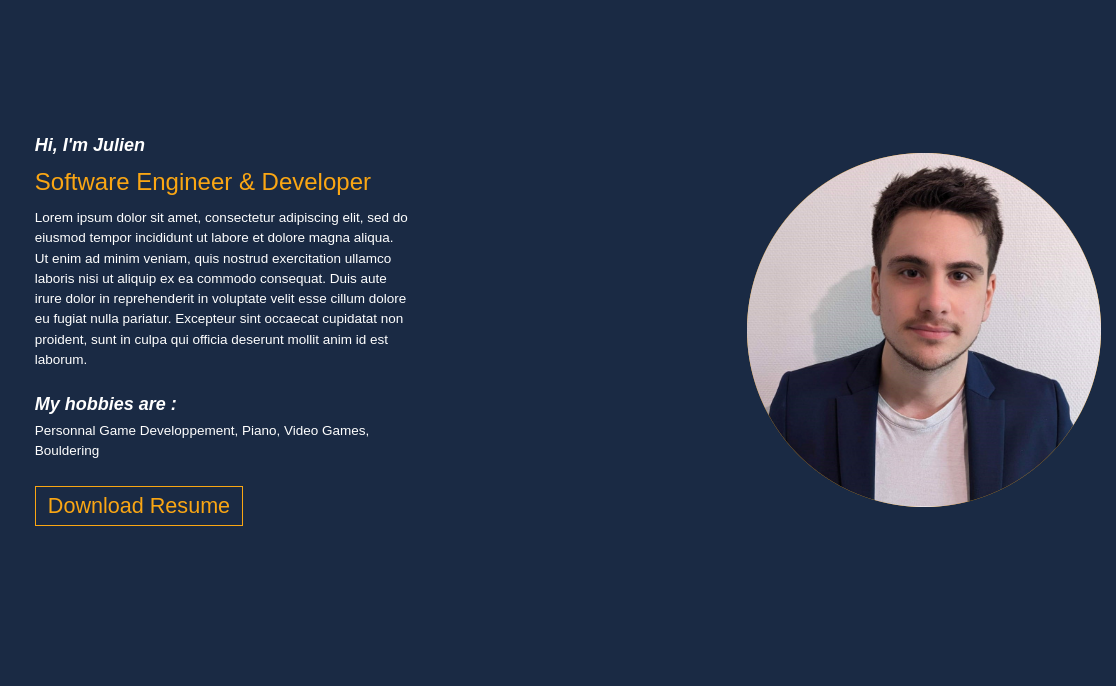 Hi, I'm Julien
Software Engineer & Developer
Lorem ipsum dolor sit amet, consectetur adipiscing elit, sed do
eiusmod tempor incididunt ut labore et dolore magna aliqua.
Ut enim ad minim veniam, quis nostrud exercitation ullamco
laboris nisi ut aliquip ex ea commodo consequat. Duis aute
irure dolor in reprehenderit in voluptate velit esse cillum dolore
eu fugiat nulla pariatur. Excepteur sint occaecat cupidatat non
proident, sunt in culpa qui officia deserunt mollit anim id est
laborum.
My hobbies are :
Personnal Game Developpement, Piano, Video Games,
Bouldering
Download Resume